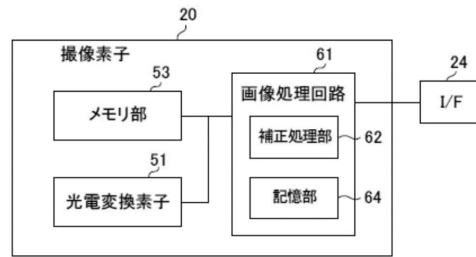 20
撮像素子
53
メモリ部
51
光電変換素子
61
画像処理回路
補正処理部
62
記憶部
64
24
I/F